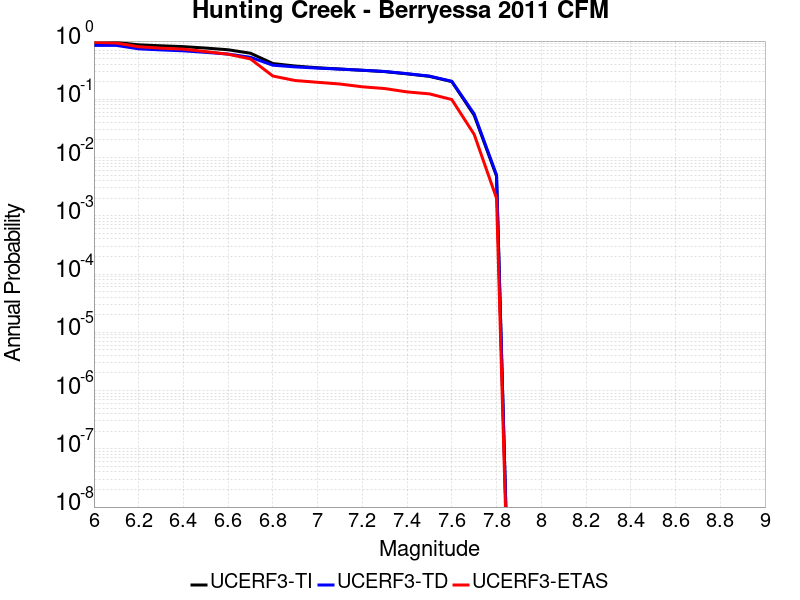 Hunting Creek - Berryessa 2011 CFM
10^0
10^-1
10^-2
10^-3
10^-4
10^-5
10^-6
10^-7
10^-8
Annual Probability
6 6.2 6.4 6.6 6.8 7 7.2 7.4 7.6 7.8 8 8.2 8.4 8.6 8.8 9
Magnitude
UCERF3-TI UCERF3-TD UCERF3-ETAS